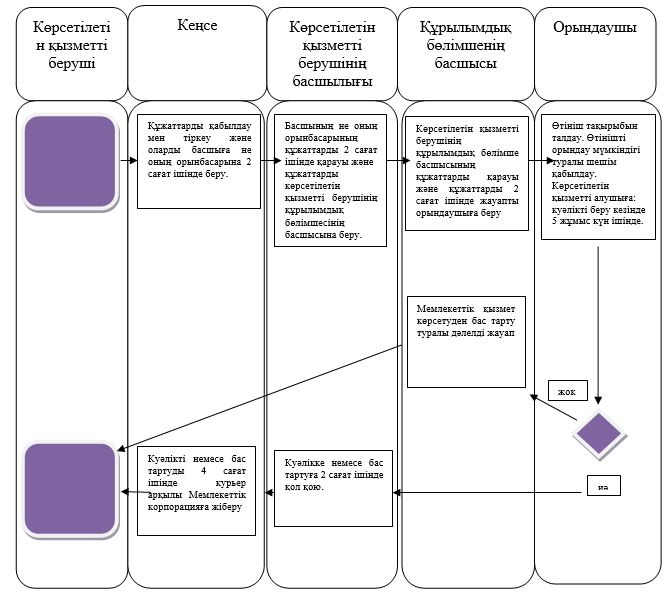 Көрсетілеті
н қызметті
беруші
Кеңсе
Көрсетілетін
қызметті
берушінің
басшылығы
Құрылымдық
бөлімшенің
басшысы
Орындаушы
Құжаттарды қабылдау
мен тіркеу және
оларды басшыға не
оның орынбасарына 2
сағат ішінде беру.
Басшының не оның
орынбасарының
құжаттарды 2 сағат
ішінде қарауы және
құжаттарды
көрсетілетін
қызметті берушінің
құрылымдық
бөлімшесінің
басшысына беру.
Көрсетілетін қызметті
берушінің
құрылымдық бөлімше
басшысының
құжаттарды қарауы
және құжаттарды 2
сағат ішінде жауапты
орындаушыға беру
Өтініш тақырыбын
талдау. Өтінішті
орындау мүмкіндігі
туралы шешім
қабылдау.
Көрсетілетін
қызметті алушыға:
куәлікті беру кезінде
5 жұмыс күн ішінде.
Мемлекеттік қызмет
көрсетуден бас тарту
туралы дәлелді жауап
жоқ
Куәлікті немесе бас
тартуды 4 сағат
ішінде курьер
арқылы Мемлекеттік
корпорацияға жіберу
Куәлікке немесе бас
тартуға 2 сағат ішінде
қол қою.
иә